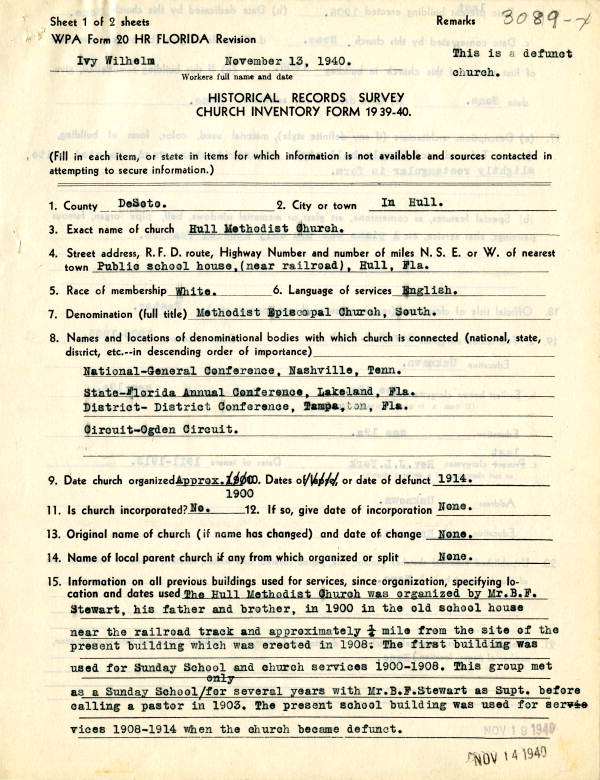 Sheet 1 of 2 sheets
Remarks 3089-x
WPA Form 20 HR FLORIDA Revision
Ivy Wilhelm November 13, 1940.
This is a defunct
Workers full name and date
church.
HISTORICAL RECORDS SURVEY
CHURCH INVENTORY FORM 1939-40.
(Fill in each item, or state in items for which information is not available and sources contacted in
attempting to secure information.)
1. County DeSoto. 2. City or town In Hull.
3. Exact name of church Hull Methodist Church.
4. Street address, R. F. D. route, Highway Number and number of miles N. S. E. or W. of nearest
town Public school house,(near railroad), Hull, Fla.
5. Race of membership White. 6. Language of services English.
7. Denomination (full title) Methodist Episcopal Church, South.
8. Names and locations of denominational bodies with which church is connected (national, state,
district, etc.--in descending order of importance)
National-General Conference, Nashville, Tenn.
State-Florida Annual Conference, Lakeland, Fla.
District- District Conference, Tampa, Fla.
Circuit-Ogden Circuit.
9. Date church organized Approx. 1900. Dates of lapse, or date of defunct 1914.
1900
11. Is church incorporated? No. 12. If so, give date of incorporation None.
13. Original name of church (if name has changed) and date of change None.
14. Name of local parent church if any from which organized or split None.
15. Information on all previous buildings used for services, since organization, specifying lo-
cation and dates used The Hull Methodist Church was organized by Mr.B.F.
Stewart, his father and brother, in 1900 in the old school house
near the railroad track and approximately ¼ mile from the site of the
present building which was erected in 1908. The first building was
used for Sunday School and church services 1900-1908. This group met
only
as a Sunday School/for several years with Mr.B.F.Stewart as Supt. before
calling a pastor in 1903. The present school building was used for servis
vices 1908-1914 when the church became defunct.
NOV 14 1940